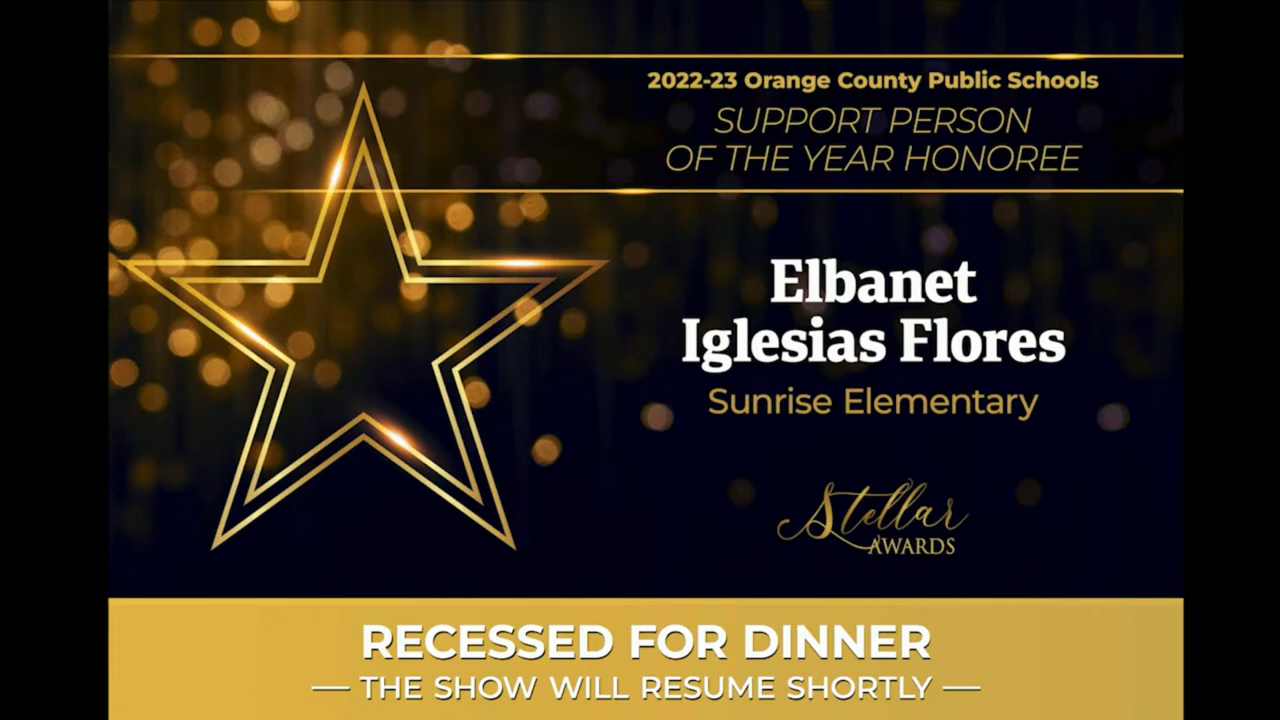 2022-23 Orange County Public Schools
SUPPORT PERSON
OF THE YEAR HONOREE
Elbanet
Iglesias Flores
Sunrise Elementary
Stellar
AWARDS
RECESSED FOR DINNER
— THE SHOW WILL RESUME SHORTLY —